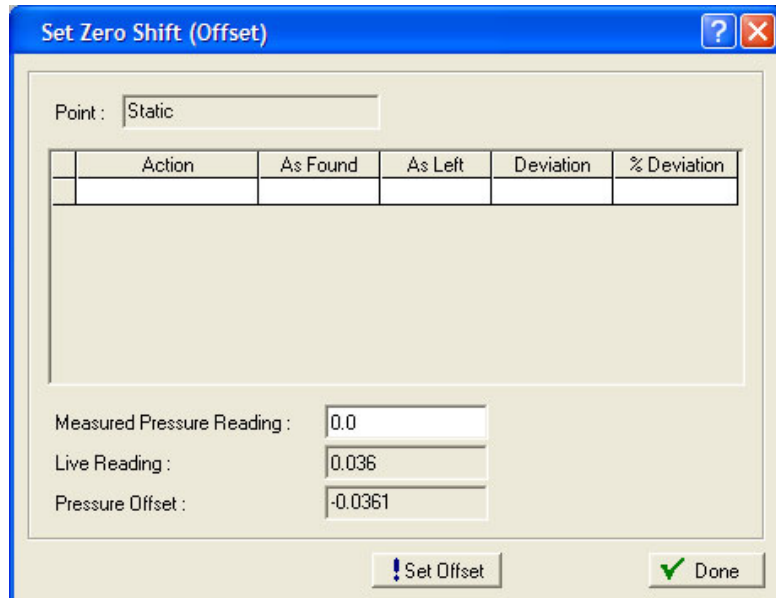 Set Zero Shift (Offset)
Point : Static
Action As Found As Left Deviation % Deviation
Measured Pressure Reading : 0.0
Live Reading : 0.036
Pressure Offset : -0.0361
! Set Offset Done